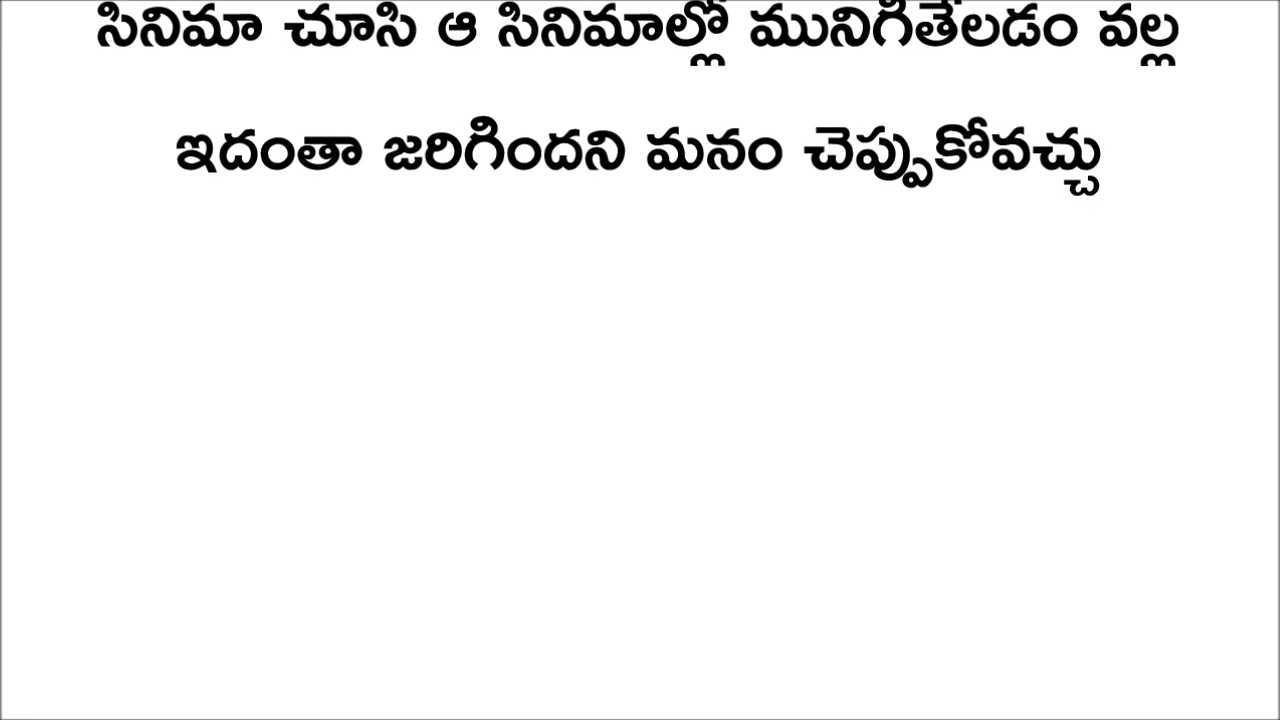 సినిమా చూసి ఆ సినిమాల్లో మునిగితేలడం వల్ల
ఇదంతా జరిగిందని మనం చెప్పుకోవచ్చు